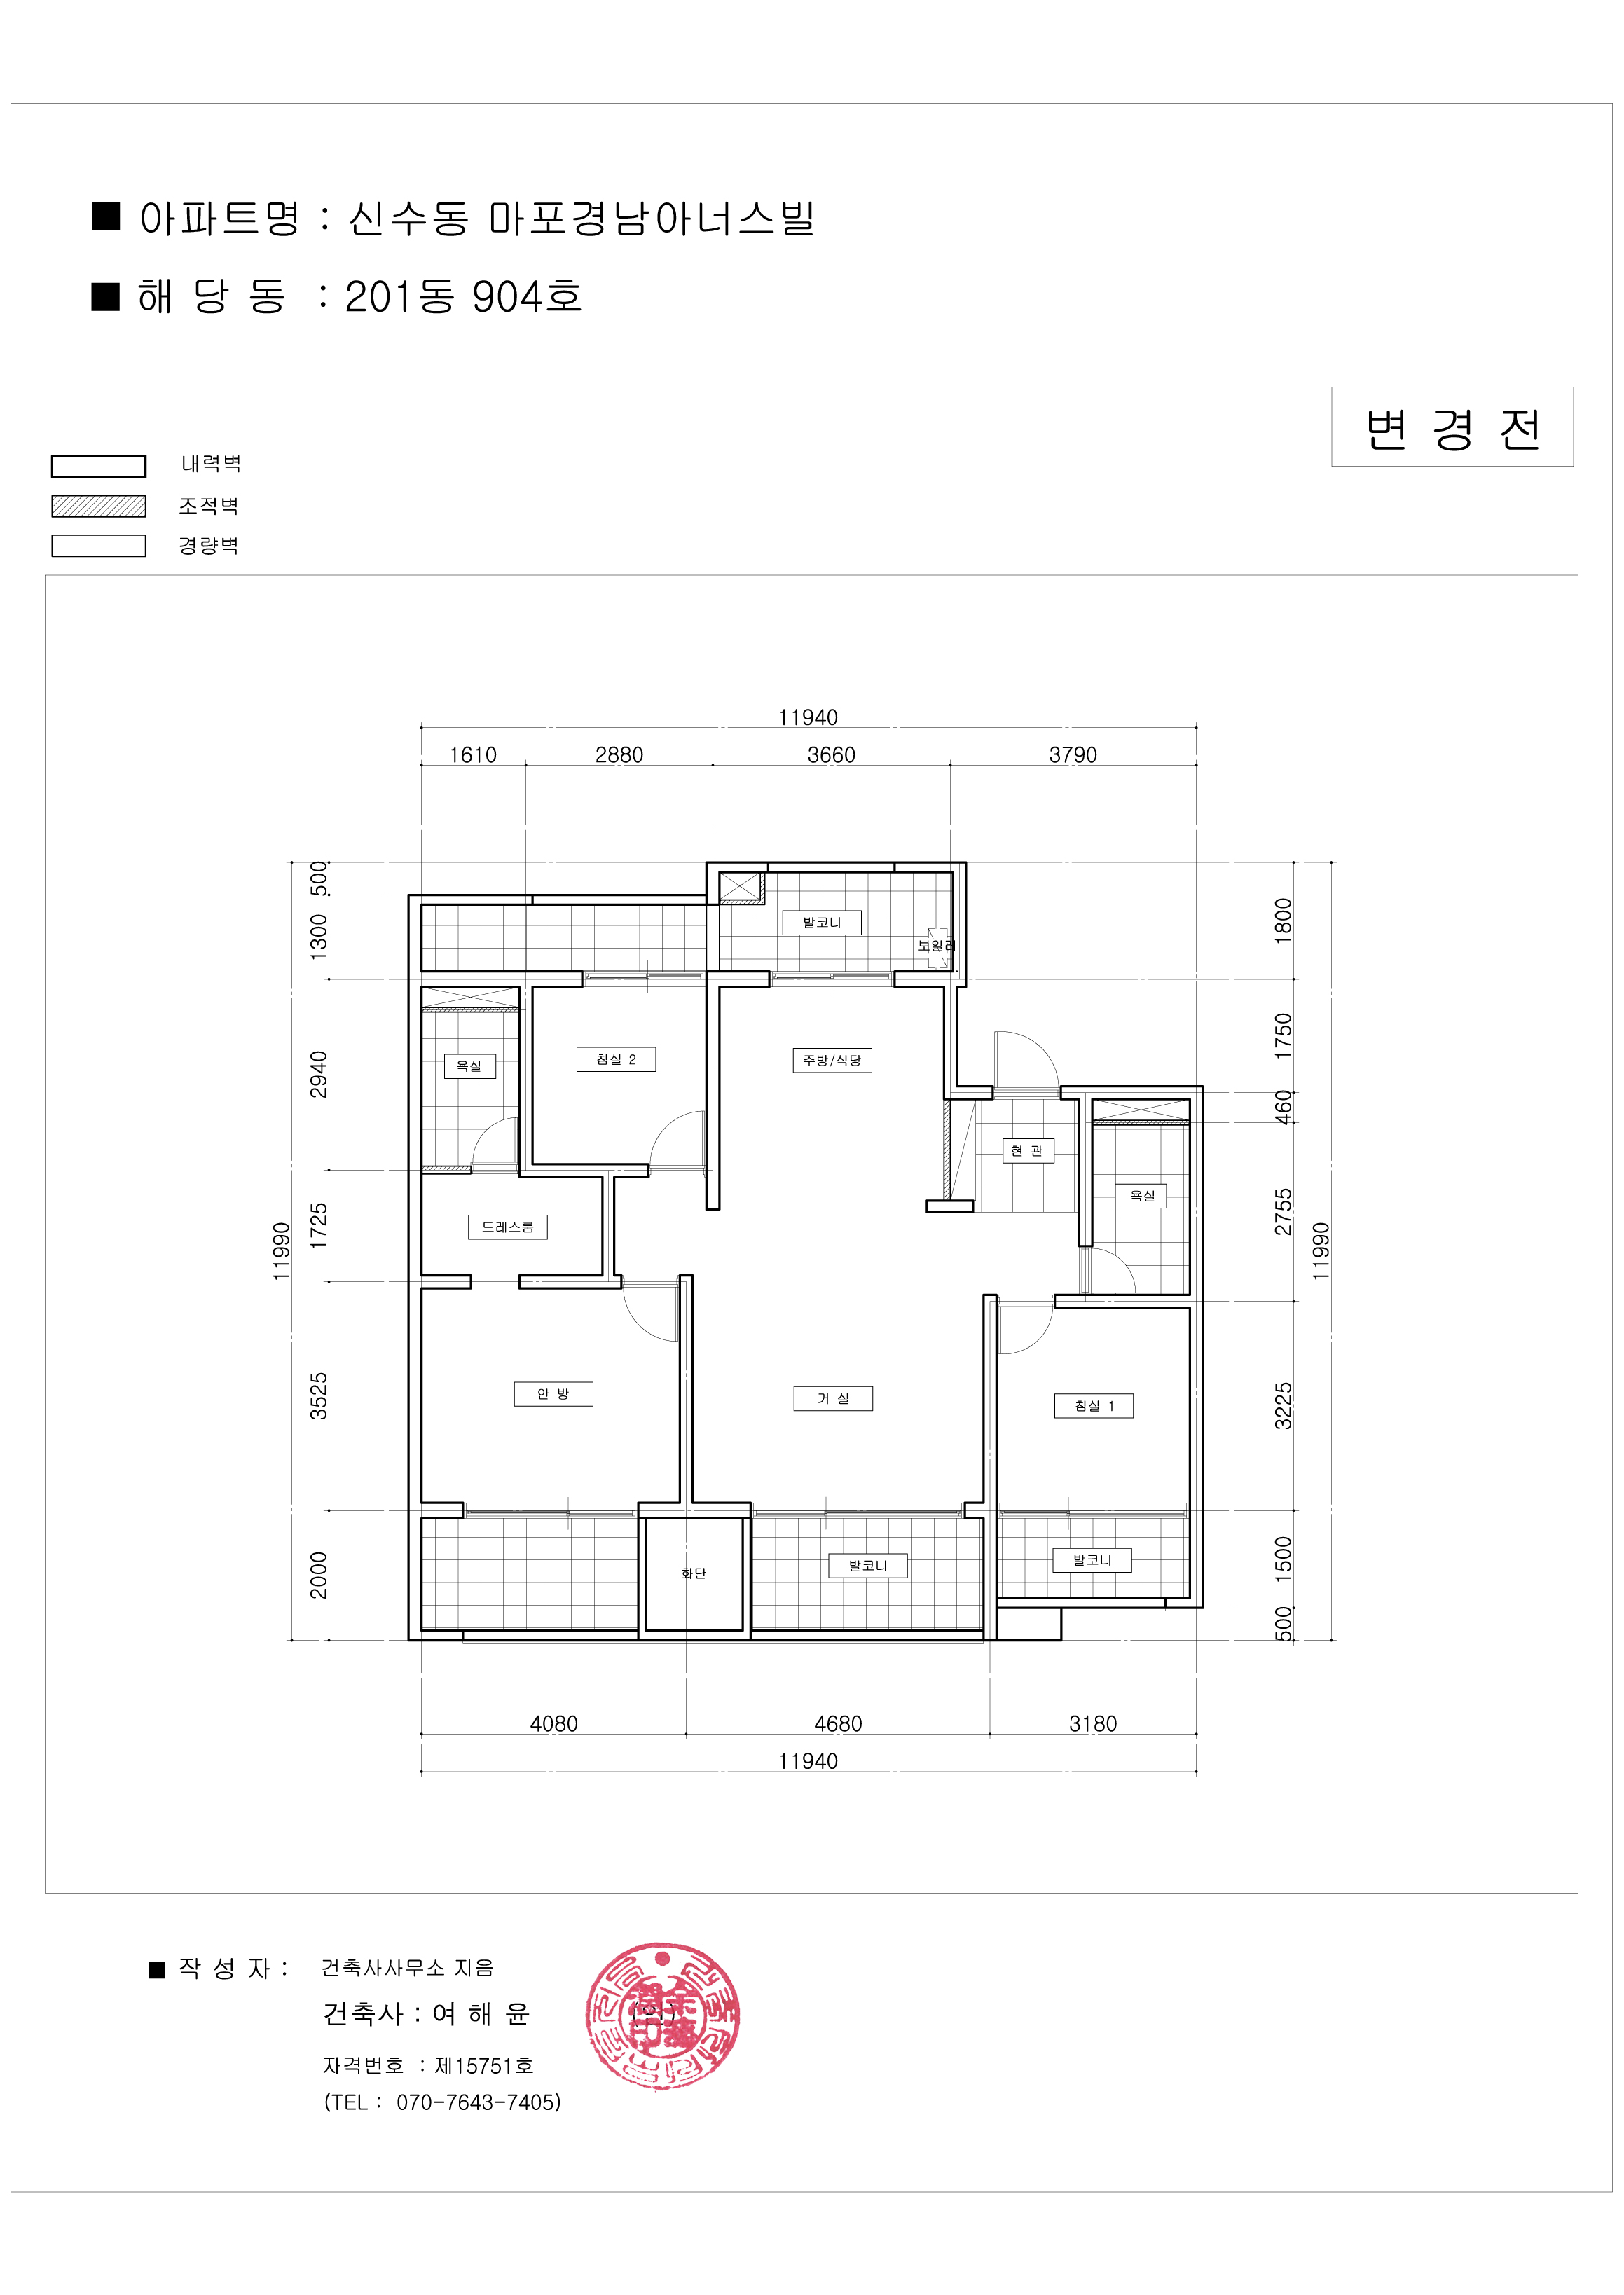 ■ 아파트명 : 신수동 마포경남아너스빌
■ 해 당 동 : 201동 904호
변 경 전
내력벽
조적벽
경량벽
11940
1610 2880 3660 3790
500
1300
2940
1725
3525
2000
11990
1800
1750
460
2755
3225
1500
500
11990
발코니
보일러
욕실
침실 2
주방/식당
현 관
욕실
드레스룸
안 방
거 실
침실 1
화단
발코니
발코니
4080 4680 3180
11940
■ 작 성 자 : 건축사사무소 지음
건축사 : 여 해 윤 (인)
자격번호 : 제15751호
(TEL : 070-7643-7405)